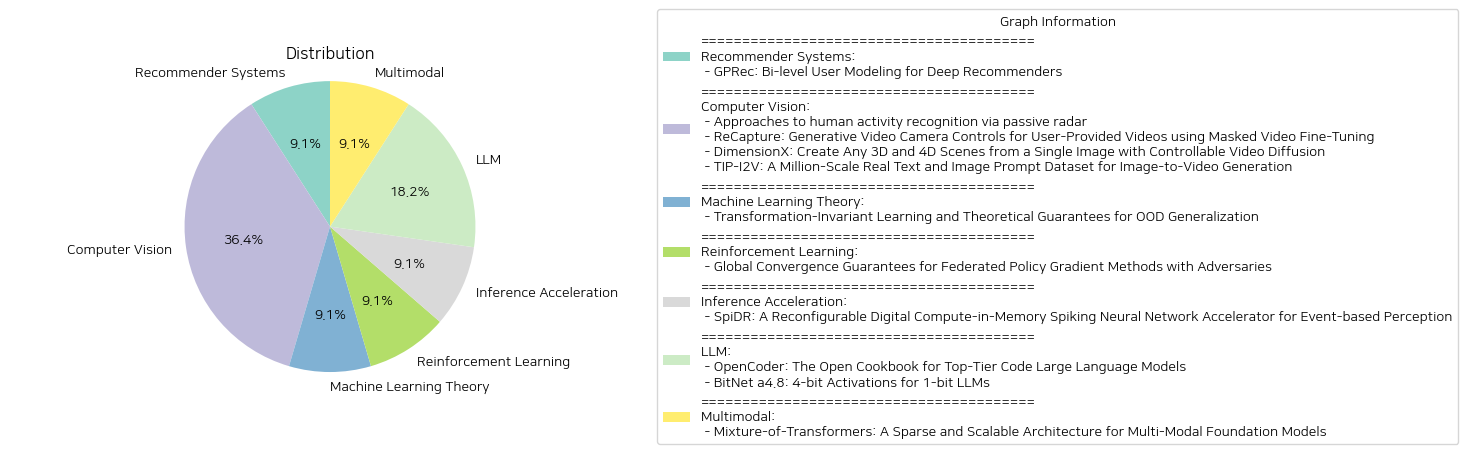 Distribution
Recommender Systems
Multimodal
9.1%
9.1%
LLM
18.2%
36.4%
Computer Vision
9.1%
Inference Acceleration
9.1%
9.1%
Reinforcement Learning
Machine Learning Theory
Graph Information
========================================
Recommender Systems:
- GPRec: Bi-level User Modeling for Deep Recommenders
========================================
Computer Vision:
- Approaches to human activity recognition via passive radar
- ReCapture: Generative Video Camera Controls for User-Provided Videos using Masked Video Fine-Tuning
- DimensionX: Create Any 3D and 4D Scenes from a Single Image with Controllable Video Diffusion
- TIP-I2V: A Million-Scale Real Text and Image Prompt Dataset for Image-to-Video Generation
========================================
Machine Learning Theory:
- Transformation-Invariant Learning and Theoretical Guarantees for OOD Generalization
========================================
Reinforcement Learning:
- Global Convergence Guarantees for Federated Policy Gradient Methods with Adversaries
========================================
Inference Acceleration:
- SpiDR: A Reconfigurable Digital Compute-in-Memory Spiking Neural Network Accelerator for Event-based Perception
========================================
LLM:
- OpenCoder: The Open Cookbook for Top-Tier Code Large Language Models
- BitNet a4.8: 4-bit Activations for 1-bit LLMs
========================================
Multimodal:
- Mixture-of-Transformers: A Sparse and Scalable Architecture for Multi-Modal Foundation Models